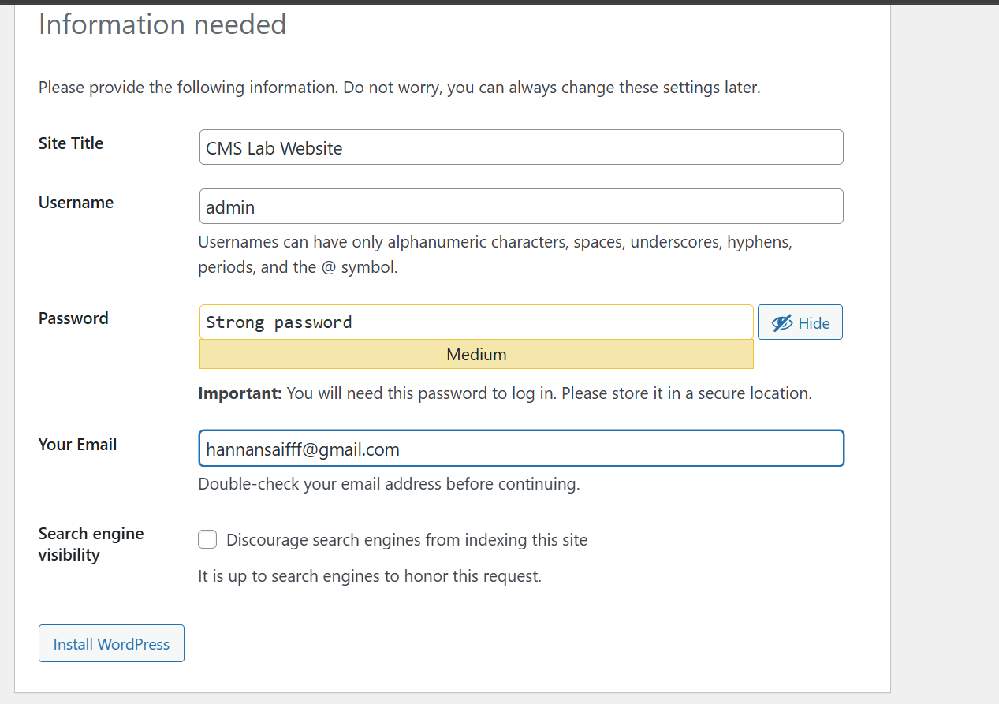 Information needed
Please provide the following information. Do not worry, you can always change these settings later.
Site Title
CMS Lab Website
Username
admin
Usernames can have only alphanumeric characters, spaces, underscores, hyphens,
periods, and the @ symbol.
Password
Strong password
Hide
Medium
Important: You will need this password to log in. Please store it in a secure location.
Your Email
hannansaifff@gmail.com
Double-check your email address before continuing.
Search engine
visibility
Discourage search engines from indexing this site
It is up to search engines to honor this request.
Install WordPress